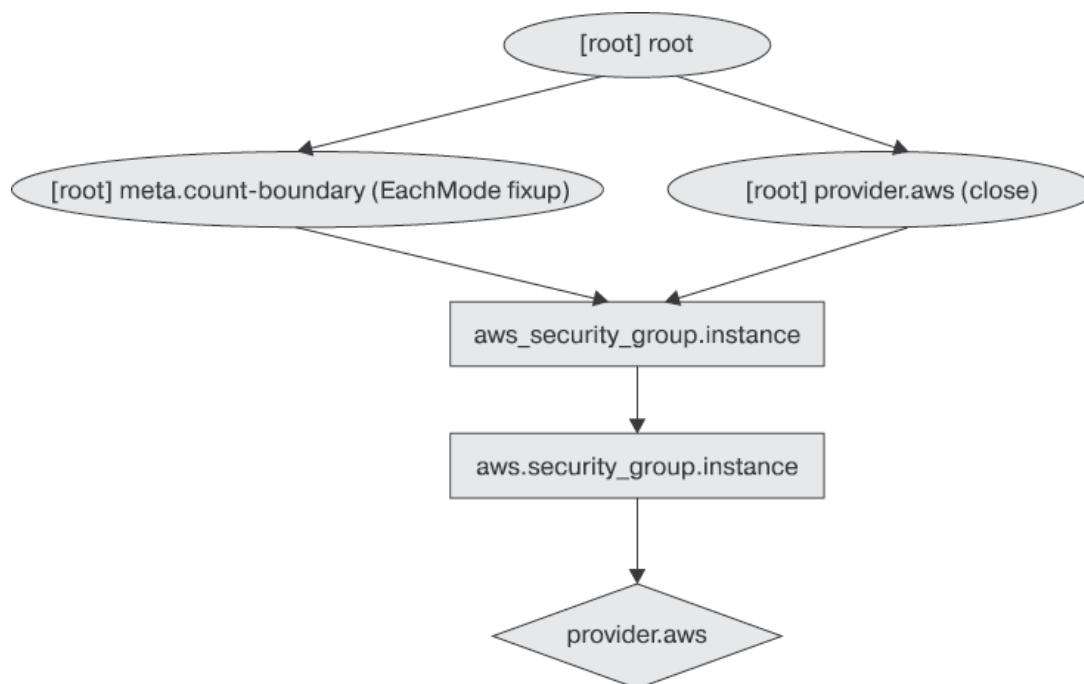 [root] root
[root] meta.count-boundary (EachMode fixup)
[root] provider.aws (close)
aws_security_group.instance
aws.security_group.instance
provider.aws